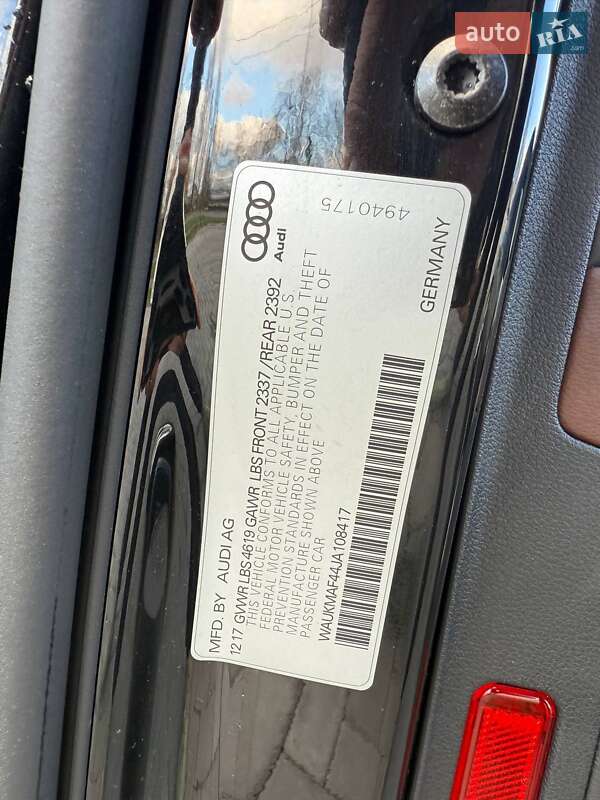 auto RIA.com
Audi
4940175
MFD. BY AUDI AG
GERMANY
1217 GVWR LBS 4619 GAWR LBS FRONT 2337/REAR 2392
THIS VEHICLE CONFORMS TO ALL APPLICABLE U.S.
FEDERAL MOTOR VEHICLE SAFETY, BUMPER AND THEFT
PREVENTION STANDARDS IN EFFECT ON THE DATE OF
MANUFACTURE SHOWN ABOVE
PASSENGER CAR
WAUKMAF44JA108417